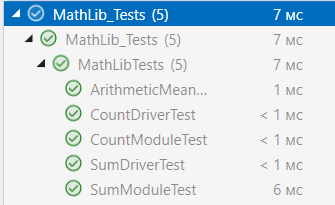 MathLib_Tests (5) 7 мс
MathLib_Tests (5) 7 мс
MathLibTests (5) 7 мс
ArithmeticMean... 1 мс
CountDriverTest < 1 мс
CountModuleTest < 1 мс
SumDriverTest < 1 мс
SumModuleTest 6 мс